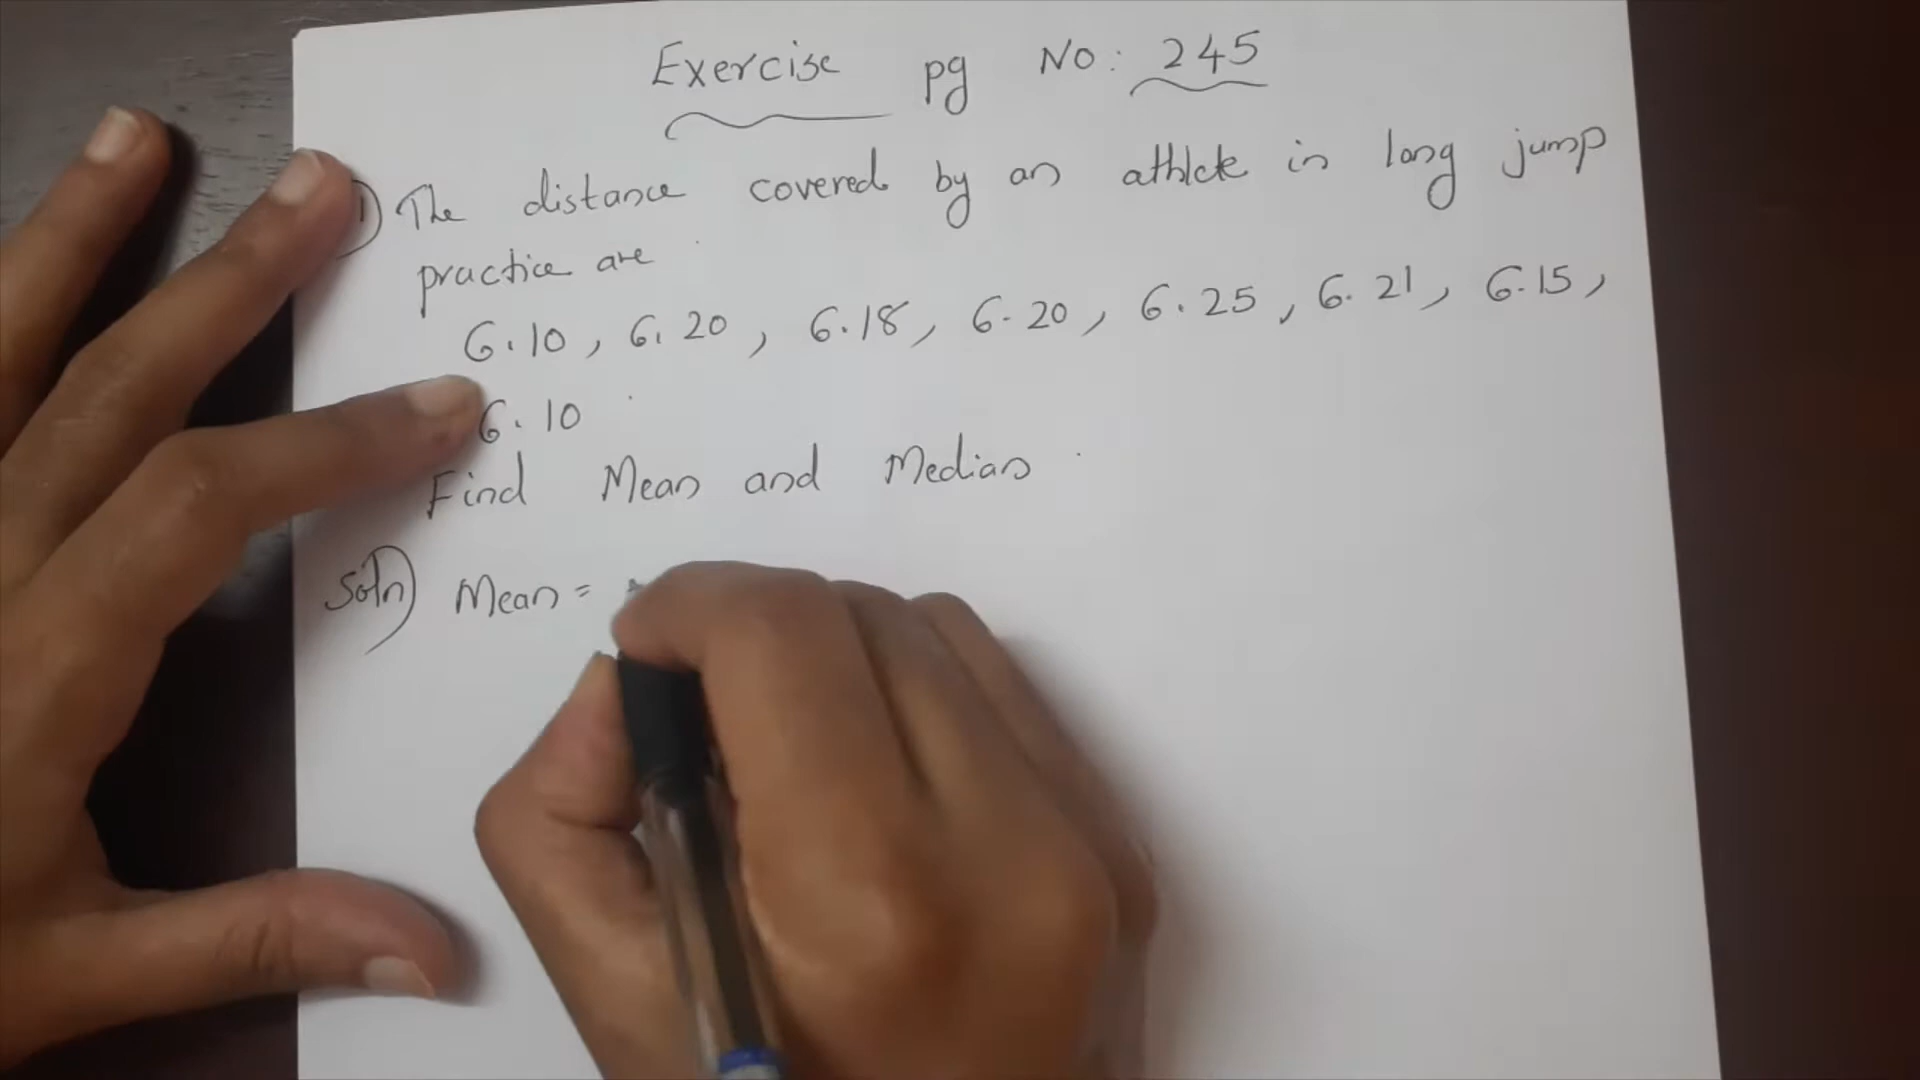 Exercise pg No: 245
1) The distance covered by an athlete in long jump
practice are
6.10, 6.20, 6.18, 6.20, 6.25, 6.21, 6.15,
6.10
Find Mean and Median.
Soln) Mean =